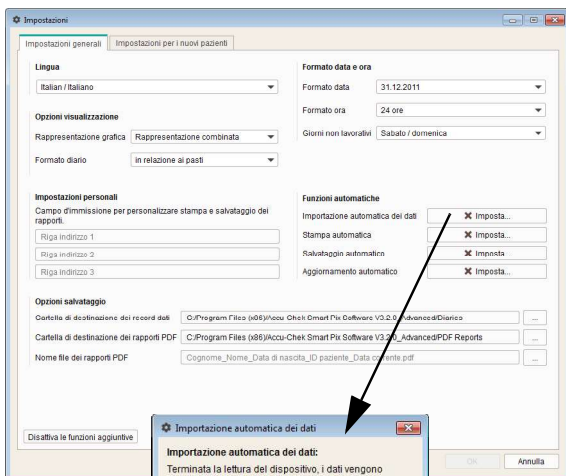 Impostazioni
Impostazioni generali
Impostazioni per i nuovi pazienti
Lingua
Italian / Italiano
Opzioni visualizzazione
Rappresentazione grafica Rappresentazione combinata
Formato diario in relazione ai pasti
Formato data e ora
Formato data 31.12.2011
Formato ora 24 ore
Giorni non lavorativi Sabato / domenica
Impostazioni personali
Campo d'immissione per personalizzare stampa e salvataggio dei
rapporti.
Riga indirizzo 1
Riga indirizzo 2
Riga indirizzo 3
Funzioni automatiche
Importazione automatica dei dati Imposta...
Stampa automatica Imposta...
Salvataggio automatico Imposta...
Aggiornamento automatico Imposta...
Opzioni salvataggio
Cartella di destinazione dei record dati C:/Program Files (x86)/Accu-Chek Smart Pix Software V3.2.0_Advanced/Diaries ...
Cartella di destinazione dei rapporti PDF C:/Program Files (x86)/Accu-Chek Smart Pix Software V3.2.0_Advanced/PDF Reports ...
Nome file dei rapporti PDF Cognome_Nome_Data di nascita_ID paziente_Data corrente.pdf ...
Disattiva le funzioni aggiuntive
OK Annulla
Importazione automatica dei dati
Importazione automatica dei dati:
Terminata la lettura del dispositivo, i dati vengono